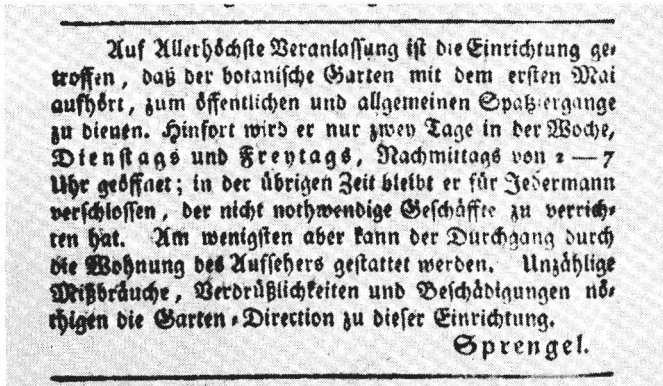 Auf Allerhöchste Veranlassung ist die Einrichtung ge-
troffen, daß der botanische Garten mit dem ersten Mai
aufhört, zum öffentlichen und allgemeinen Spatziergange
zu dienen. Hinfort wird er nur zwey Tage in der Woche,
Dienstags und Freytags, Nachmittags von 2 — 7
Uhr geöffnet; in der übrigen Zeit bleibt er für Jedermann
verschlossen, der nicht nothwendige Geschäffte zu verrich-
ten hat. Am wenigsten aber kann der Durchgang durch
die Wohnung des Aufsehers gestattet werden. Unzählige
Mißbräuche, Verdrüßlichkeiten und Beschädigungen nö-
thigen die Garten-Direction zu dieser Einrichtung.
Sprengel.